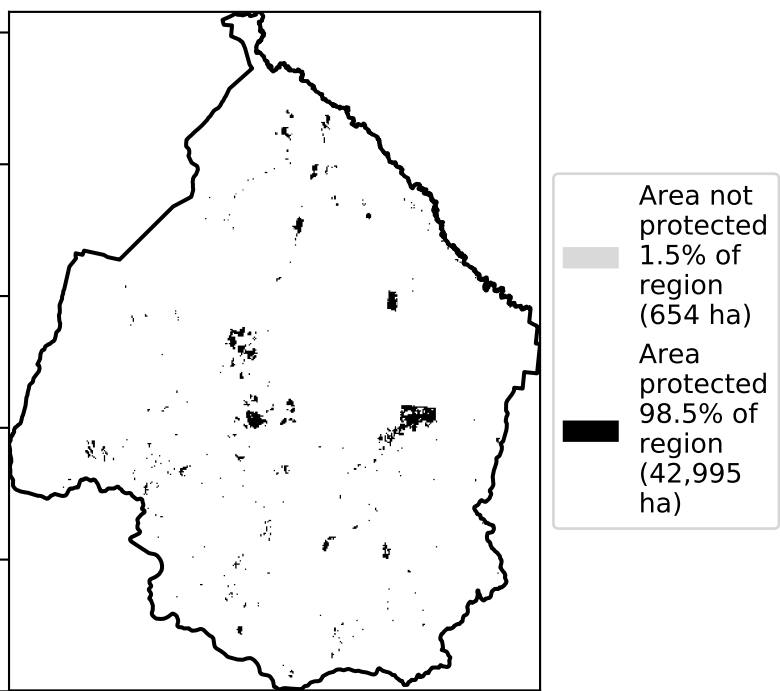 Area not
protected
1.5% of
region
(654 ha)
Area
protected
98.5% of
region
(42,995
ha)